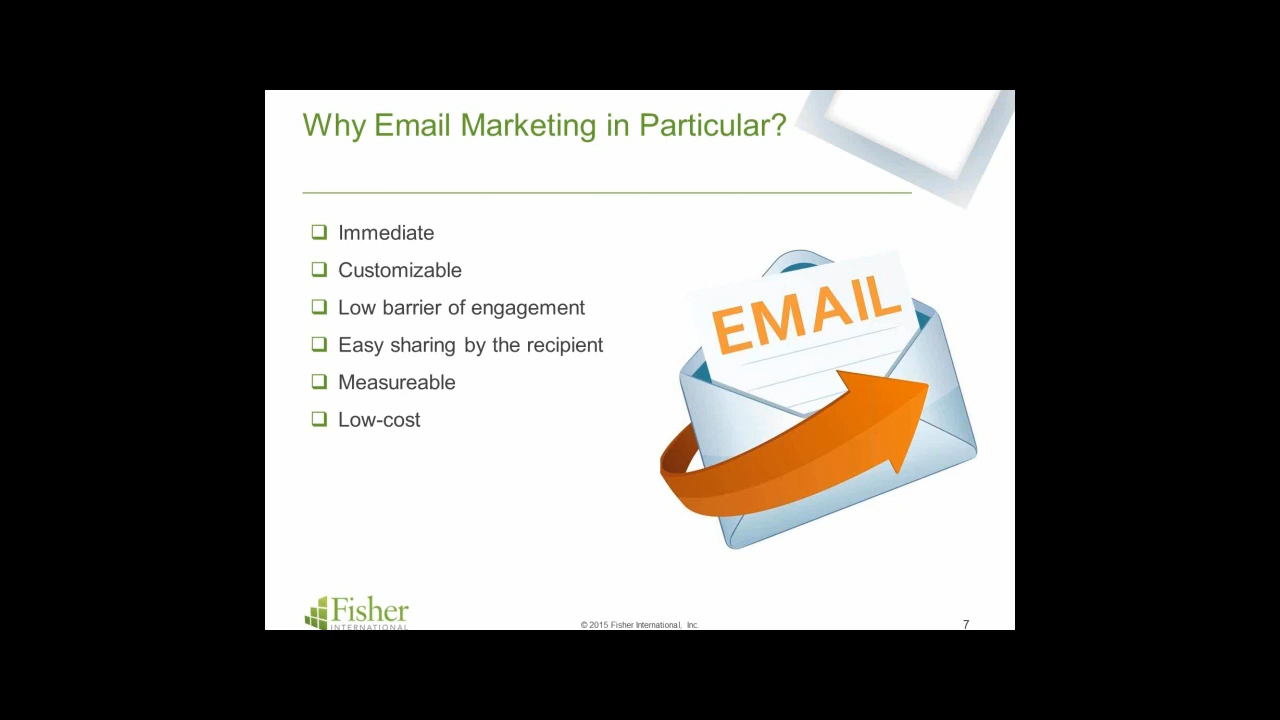 Why Email Marketing in Particular?
Immediate
Customizable
Low barrier of engagement
Easy sharing by the recipient
Measureable
Low-cost
EMAIL
Fisher
INTERNATIONAL
© 2015 Fisher International, Inc.
7